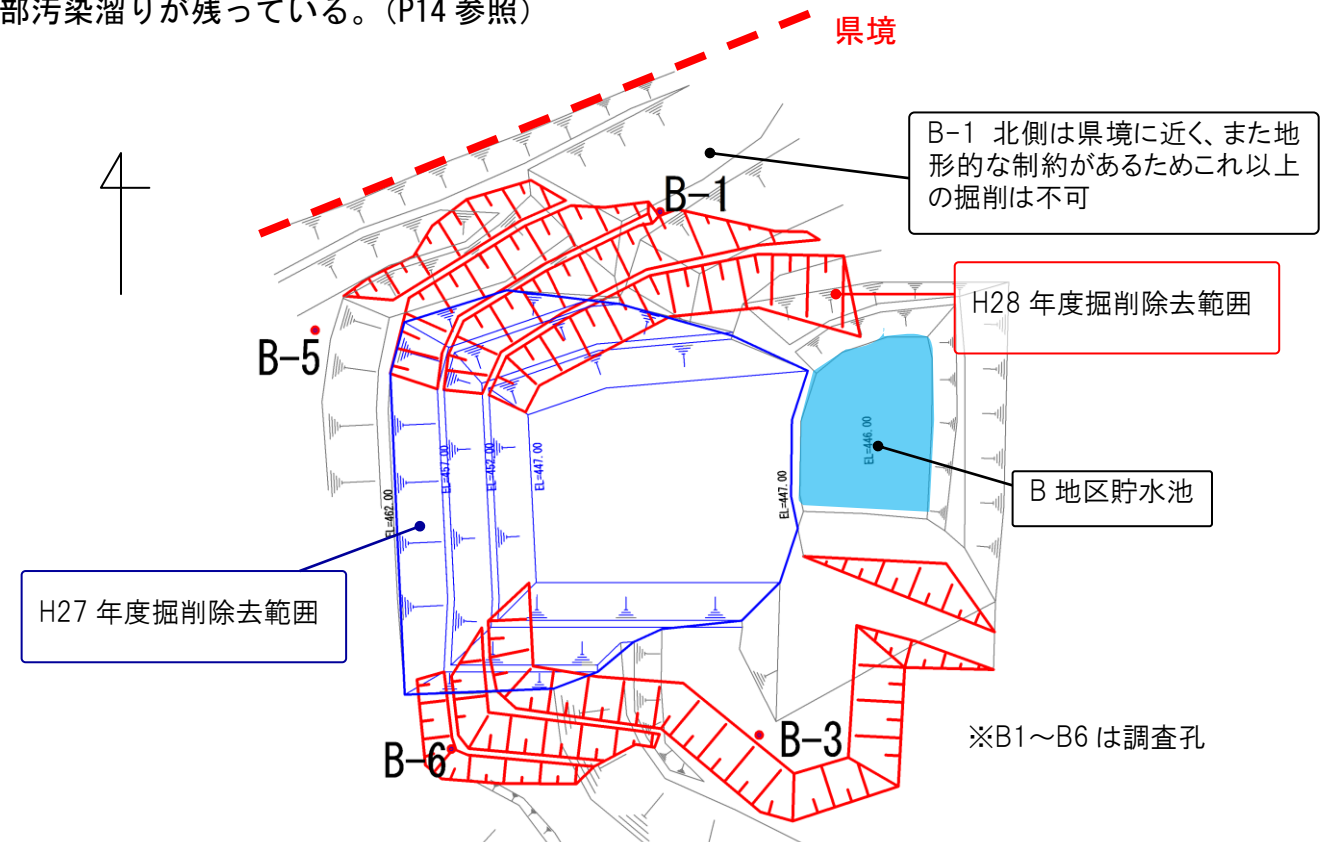 部汚染溜りが残っている。（P14 参照）
県境
B-1 北側は県境に近く、また地
形的な制約があるためこれ以上
の掘削は不可
B-1
H28 年度掘削除去範囲
B-5
EL=446.00
EL=462.00
EL=457.00
EL=452.00
EL=447.00
EL=447.00
B 地区貯水池
H27 年度掘削除去範囲
B-3
※B1～B6 は調査孔
B-6